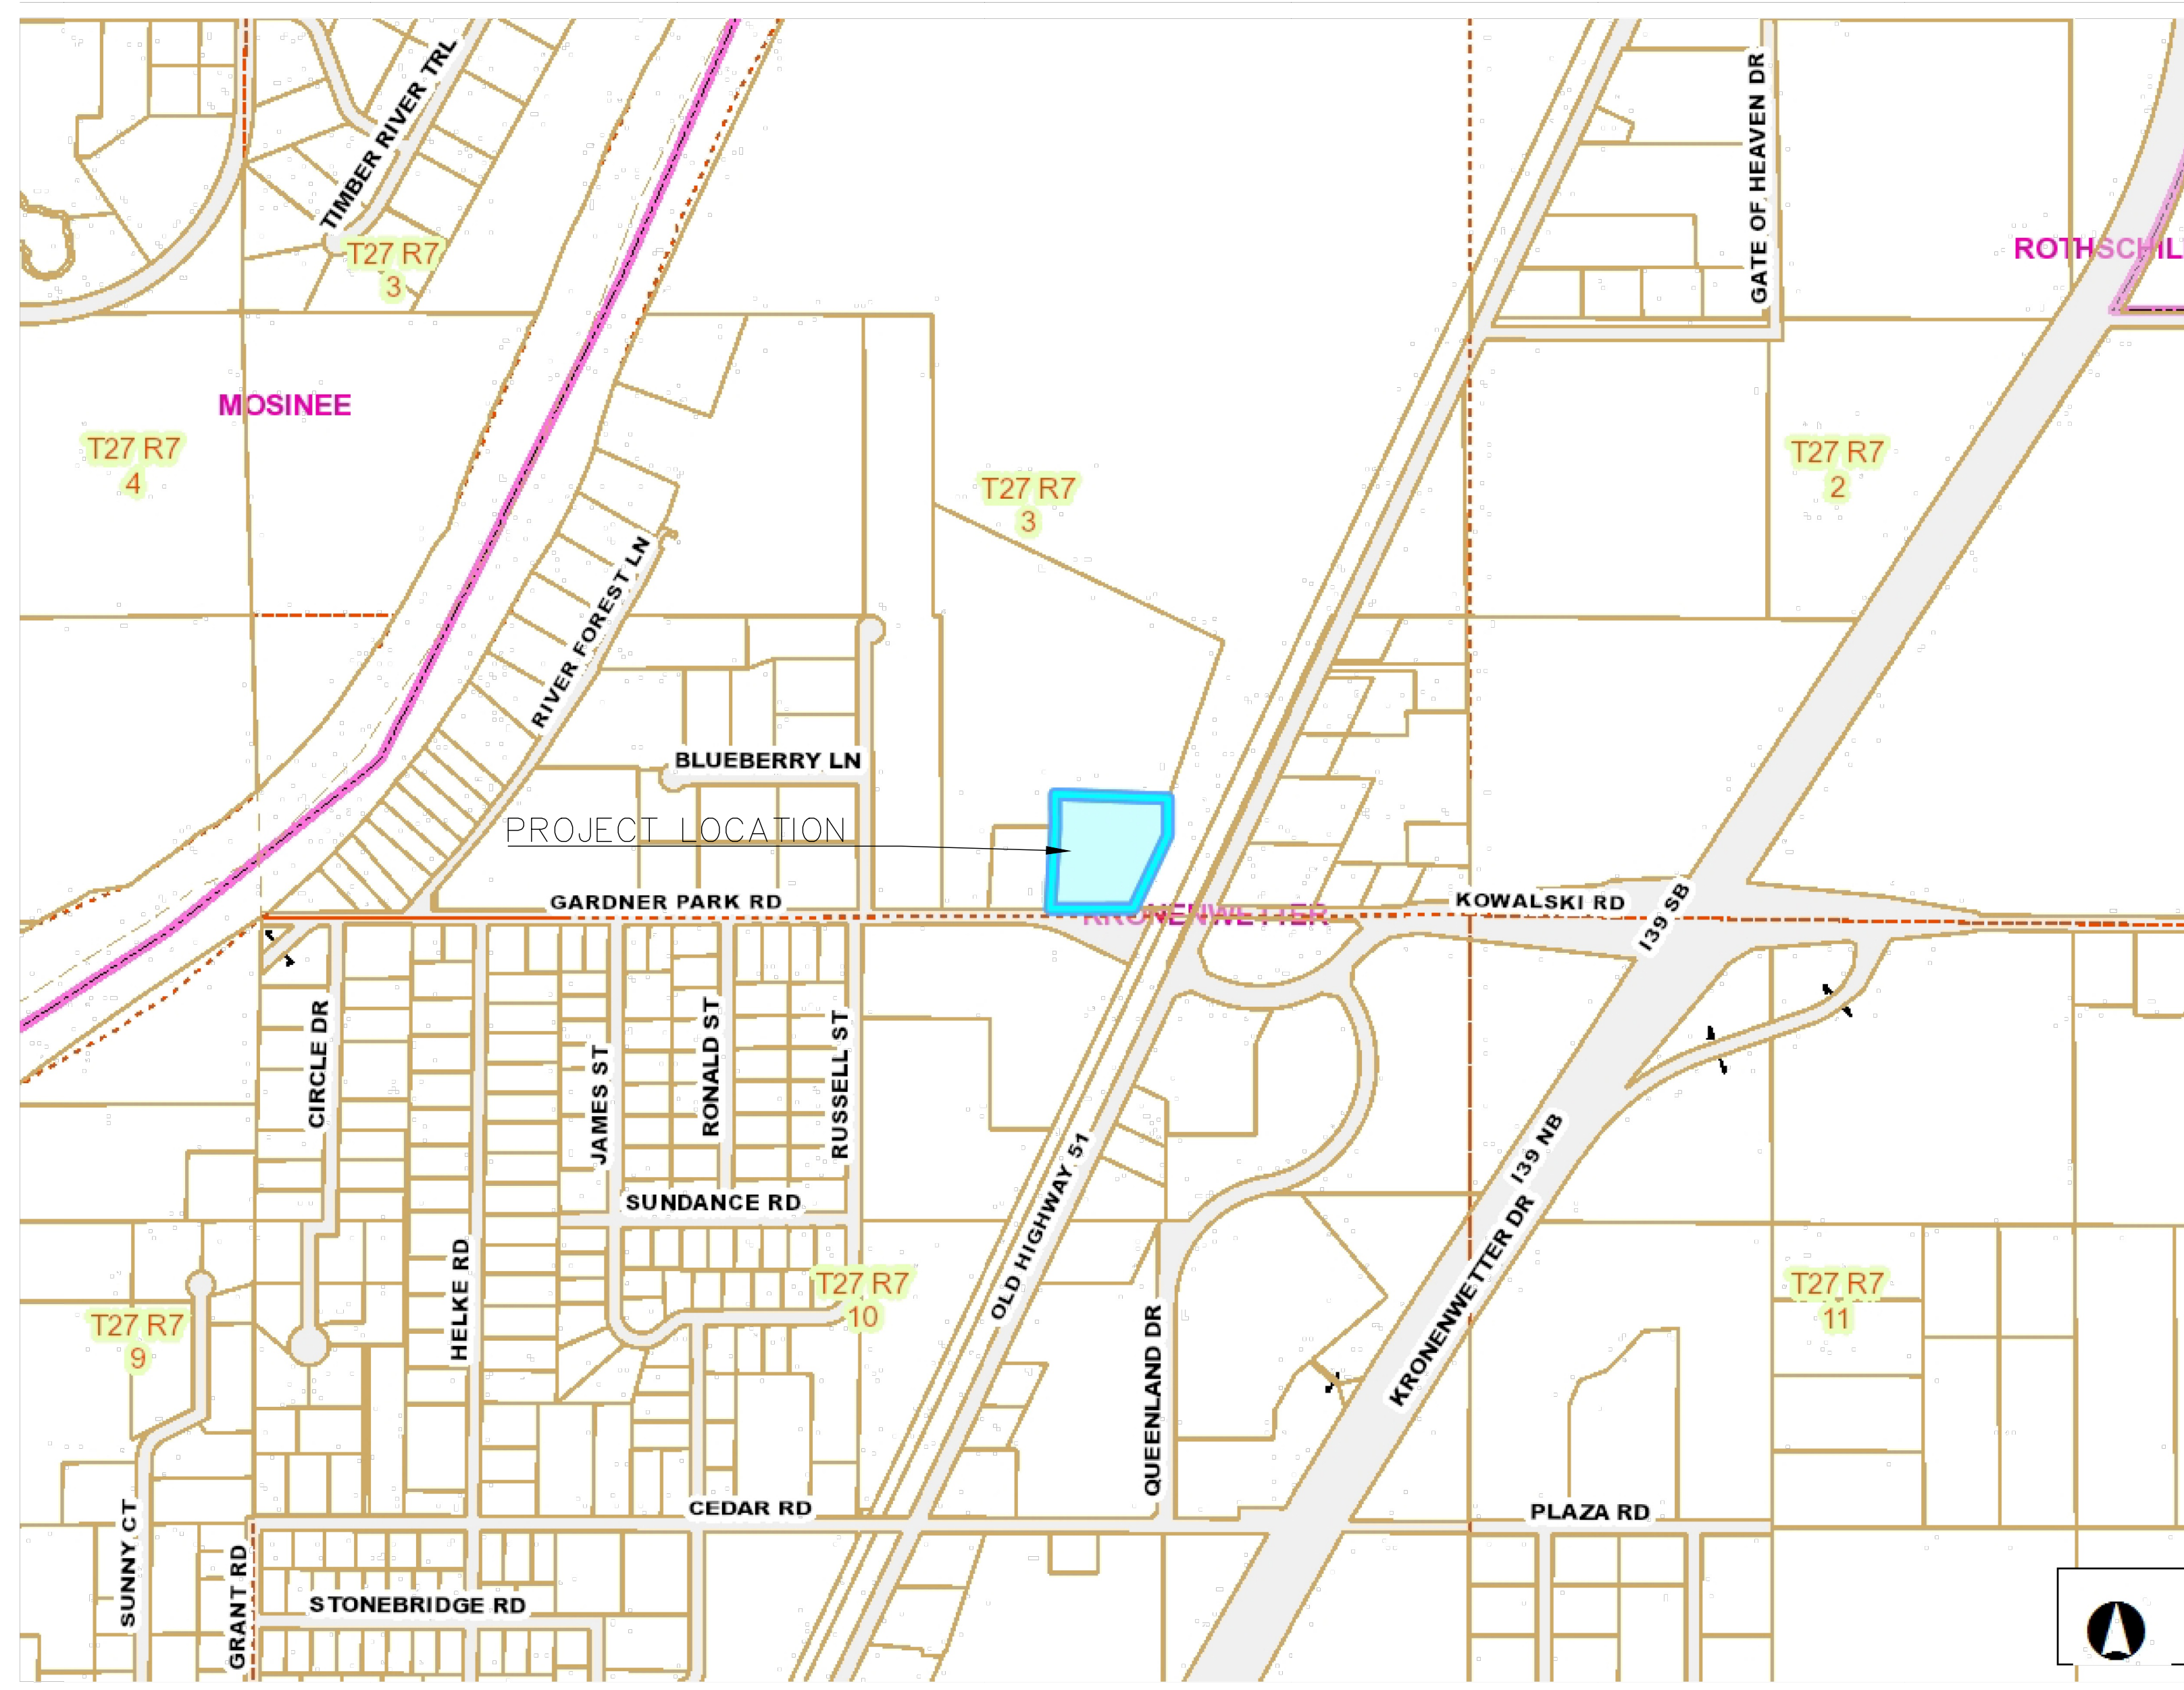 TIMBER RIVER TRL
GATE OF HEAVEN DR
T27 R7
3
ROTHSCHIL
MOSINEE
T27 R7
4
T27 R7
2
T27 R7
3
RIVER FOREST LN
BLUEBERRY LN
PROJECT LOCATION
GARDNER PARK RD
KOWALSKI RD
KRONENWETTER
I39 SB
CIRCLE DR
JAMES ST
RONALD ST
RUSSELL ST
OLD HIGHWAY 51
I39 NB
SUNDANCE RD
KRONENWETTER DR
HELKE RD
T27 R7
10
T27 R7
11
T27 R7
9
QUEENLAND DR
SUNNY CT
CEDAR RD
PLAZA RD
GRANT RD
STONEBRIDGE RD